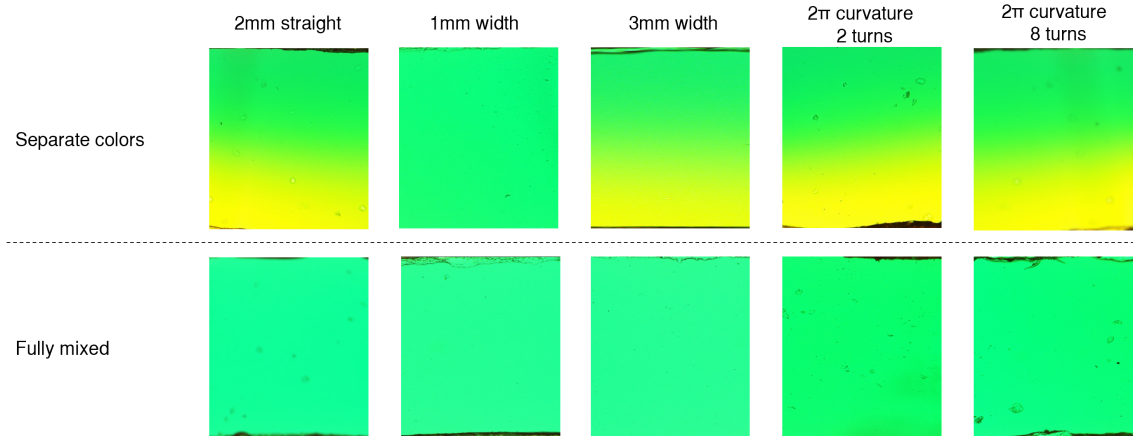 2mm straight
1mm width
3mm width
2π curvature
2 turns
2π curvature
8 turns
Separate colors
Fully mixed